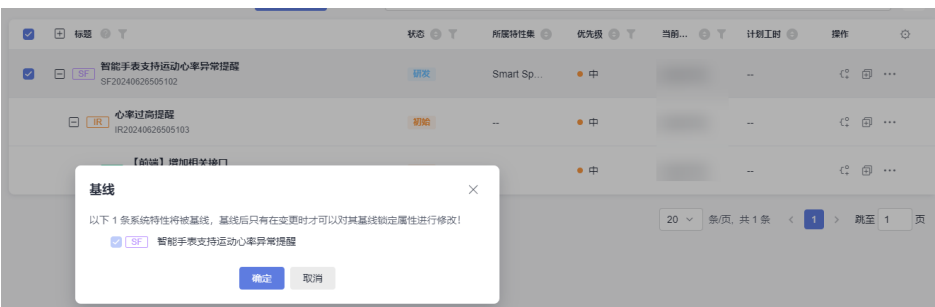 标题 状态 所属特性集 优先级 当前... 计划工时 操作
SF 智能手表支持运动心率异常提醒 研发 Smart Sp... 中 --
SF20240626505102
IR 心率过高提醒 初始 -- 中 --
IR20240626505103
【前端】增加相关接口 中 --
基线
以下 1 条系统特性将被基线，基线后只有在变更时才可以对其基线锁定属性进行修改！
SF 智能手表支持运动心率异常提醒
确定 取消
20 条/页, 共 1 条 1 跳至 1 页